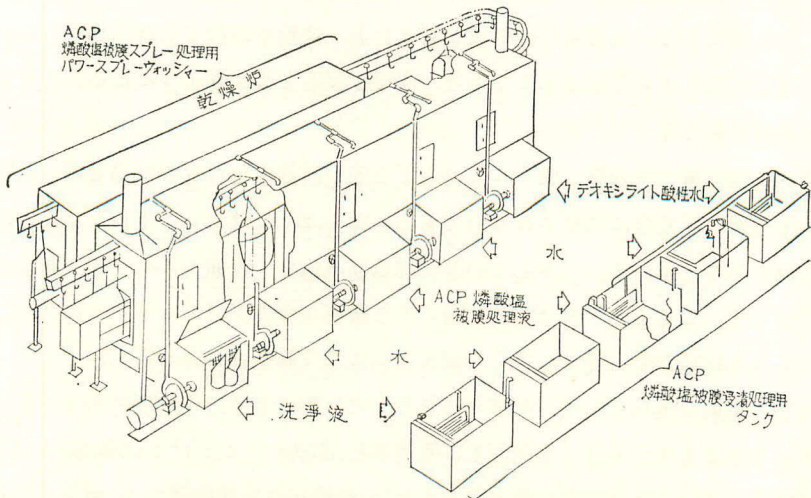 ACP
燐酸塩被膜スプレー処理用
パワースプレーウォッシャー
乾燥炉
デオキシライト酸性水
水
ACP 燐酸塩
被膜処理液
水
洗淨液
ACP
燐酸塩被膜浸漬処理用
タンク